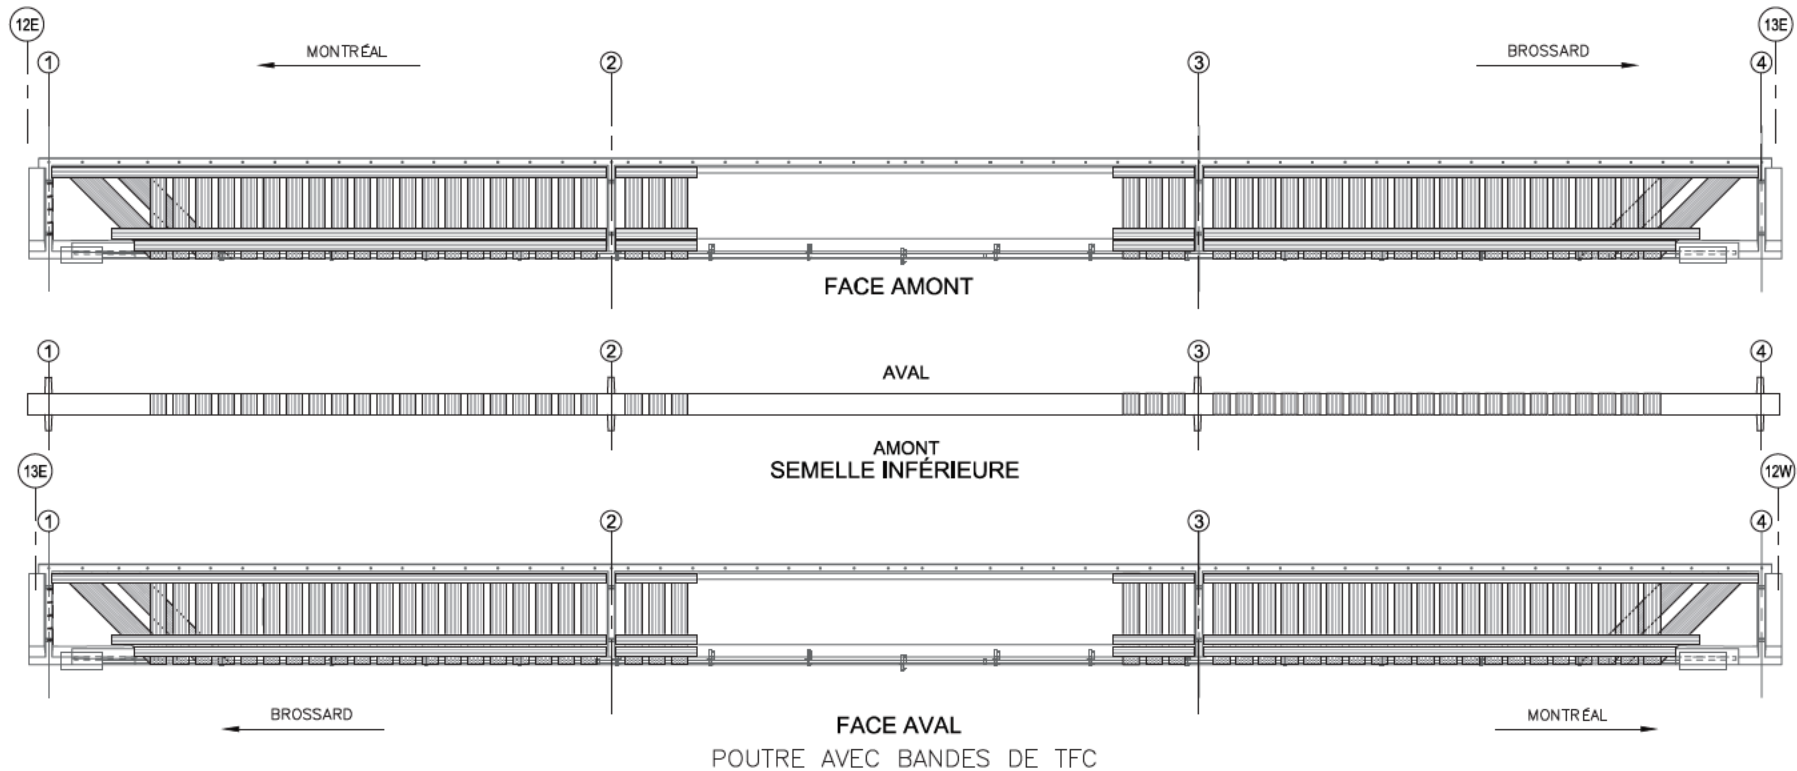 12E
13E
MONTRÉAL
BROSSARD
1
2
3
4
FACE AMONT
1
2
3
4
AVAL
AMONT
SEMELLE INFÉRIEURE
13E
12W
1
2
3
4
BROSSARD
FACE AVAL
MONTRÉAL
POUTRE AVEC BANDES DE TFC